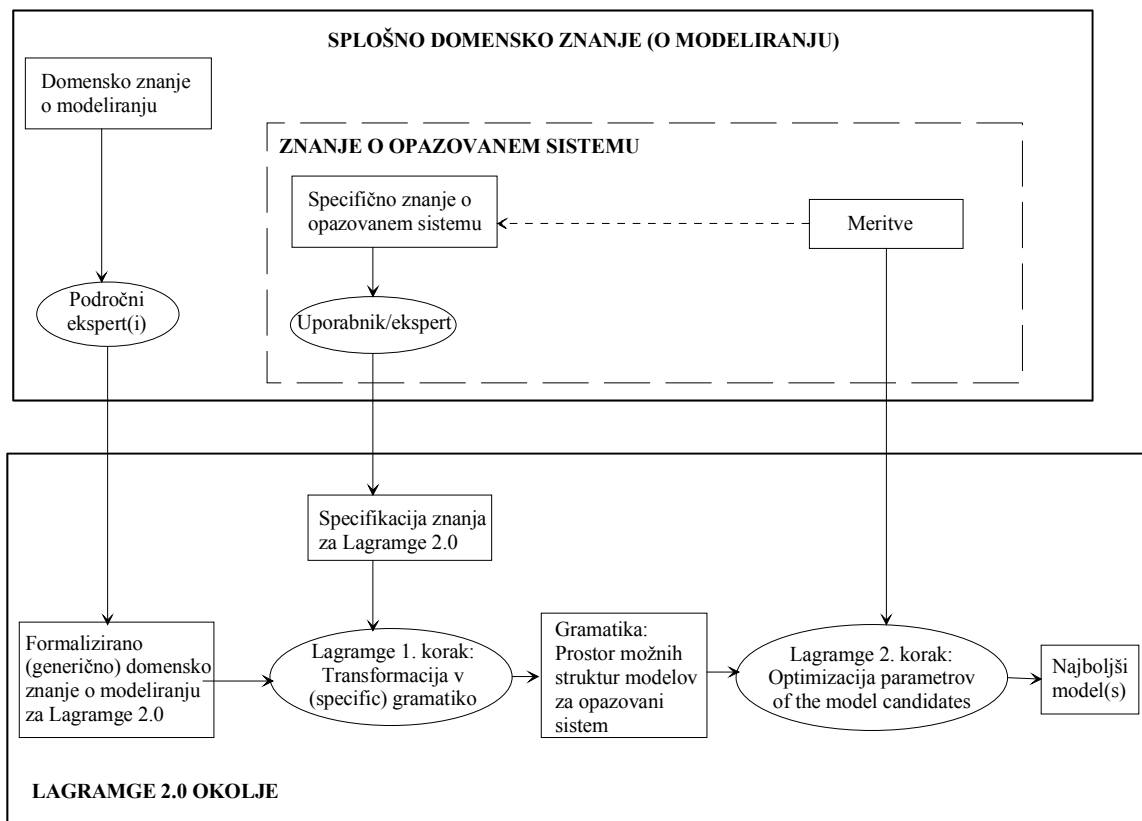 SPLOŠNO DOMENSKO ZNANJE (O MODELIRANJU)
Domensko znanje
o modeliranju
ZNANJE O OPAZOVANEM SISTEMU
Specifično znanje o
opazovanem sistemu
Meritve
Področni
ekspert(i)
Uporabnik/ekspert
Specifikacija znanja
za Lagramge 2.0
Formalizirano
(generično) domensko
znanje o modeliranju
za Lagramge 2.0
Lagramge 1. korak:
Transformacija v
(specific) gramatiko
Gramatika:
Prostor možnih
struktur modelov
za opazovani
sistem
Lagramge 2. korak:
Optimizacija parametrov
of the model candidates
Najboljši
model(s)
LAGRAMGE 2.0 OKOLJE